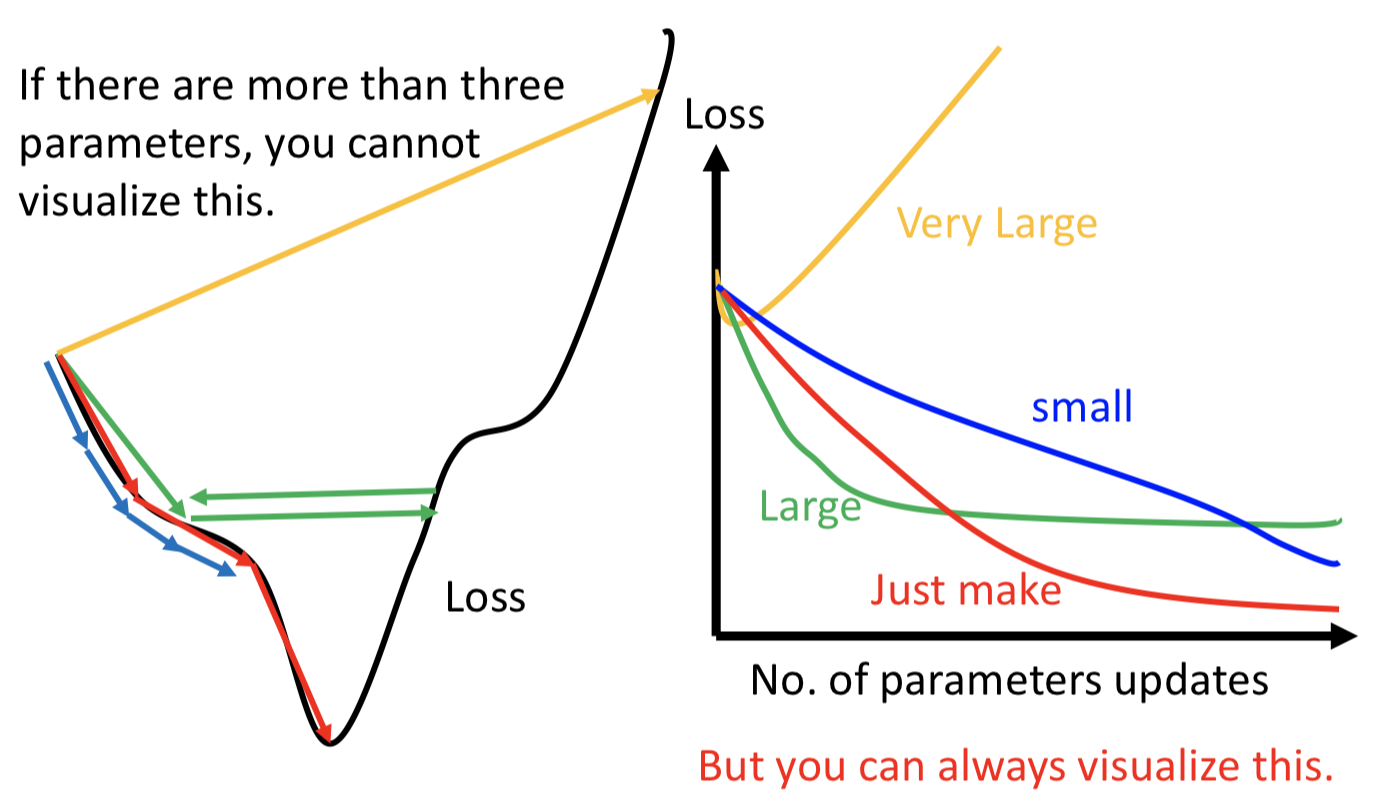 If there are more than three
parameters, you cannot
visualize this.
Loss
Loss
Very Large
small
Large
Just make
No. of parameters updates
But you can always visualize this.